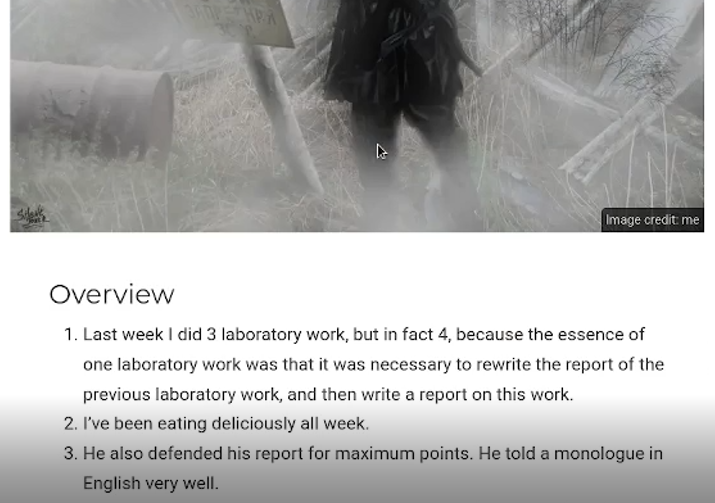 Image credit: me
Overview
1. Last week I did 3 laboratory work, but in fact 4, because the essence of
one laboratory work was that it was necessary to rewrite the report of the
previous laboratory work, and then write a report on this work.
2. I've been eating deliciously all week.
3. He also defended his report for maximum points. He told a monologue in
English very well.